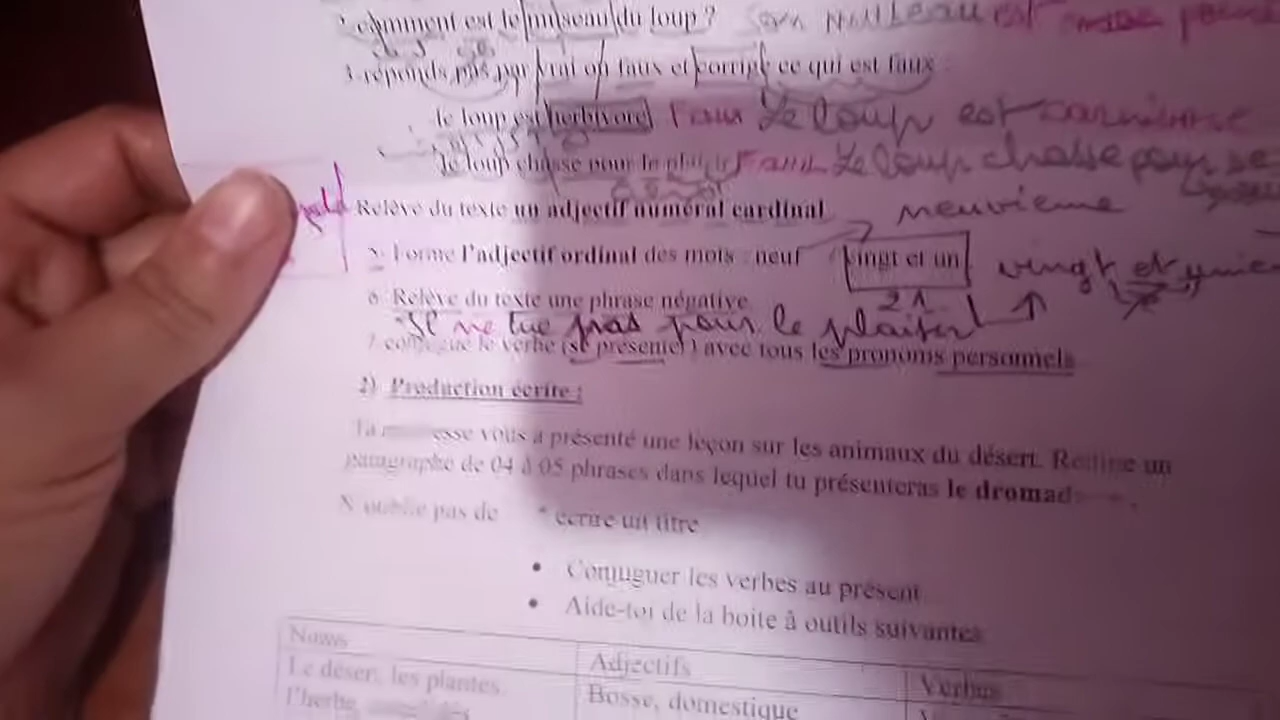 comment est le museau du loup ? Son museau est
3-réponds pas par vrai ou faux et corrige ce qui est faux :
le loup est herbivore Faux Le loup est carnivore
le loup chasse pour le plaisir Faux Le loup chasse pour se
Relève du texte un adjectif numéral cardinal
neuvième
5- Forme l'adjectif ordinal des mots : neuf vingt et un vingt et unième
21
6 Relève du texte une phrase négative
Il ne tue pas pour le plaisir
7 conjugue le verbe (se présenter) avec tous les pronoms personnels
2) Production écrite :
Ta vous a présenté une leçon sur les animaux du désert. Rédige un
paragraphe de 04 à 05 phrases dans lequel tu présenteras le
N'oublie pas de * écrire un titre
• Conjuguer les verbes au présent
• Aide-toi de la boite à outils suivantes
Noms Adjectifs Verbes
Le désert, les plantes, Bosse, domestique
l'herbe